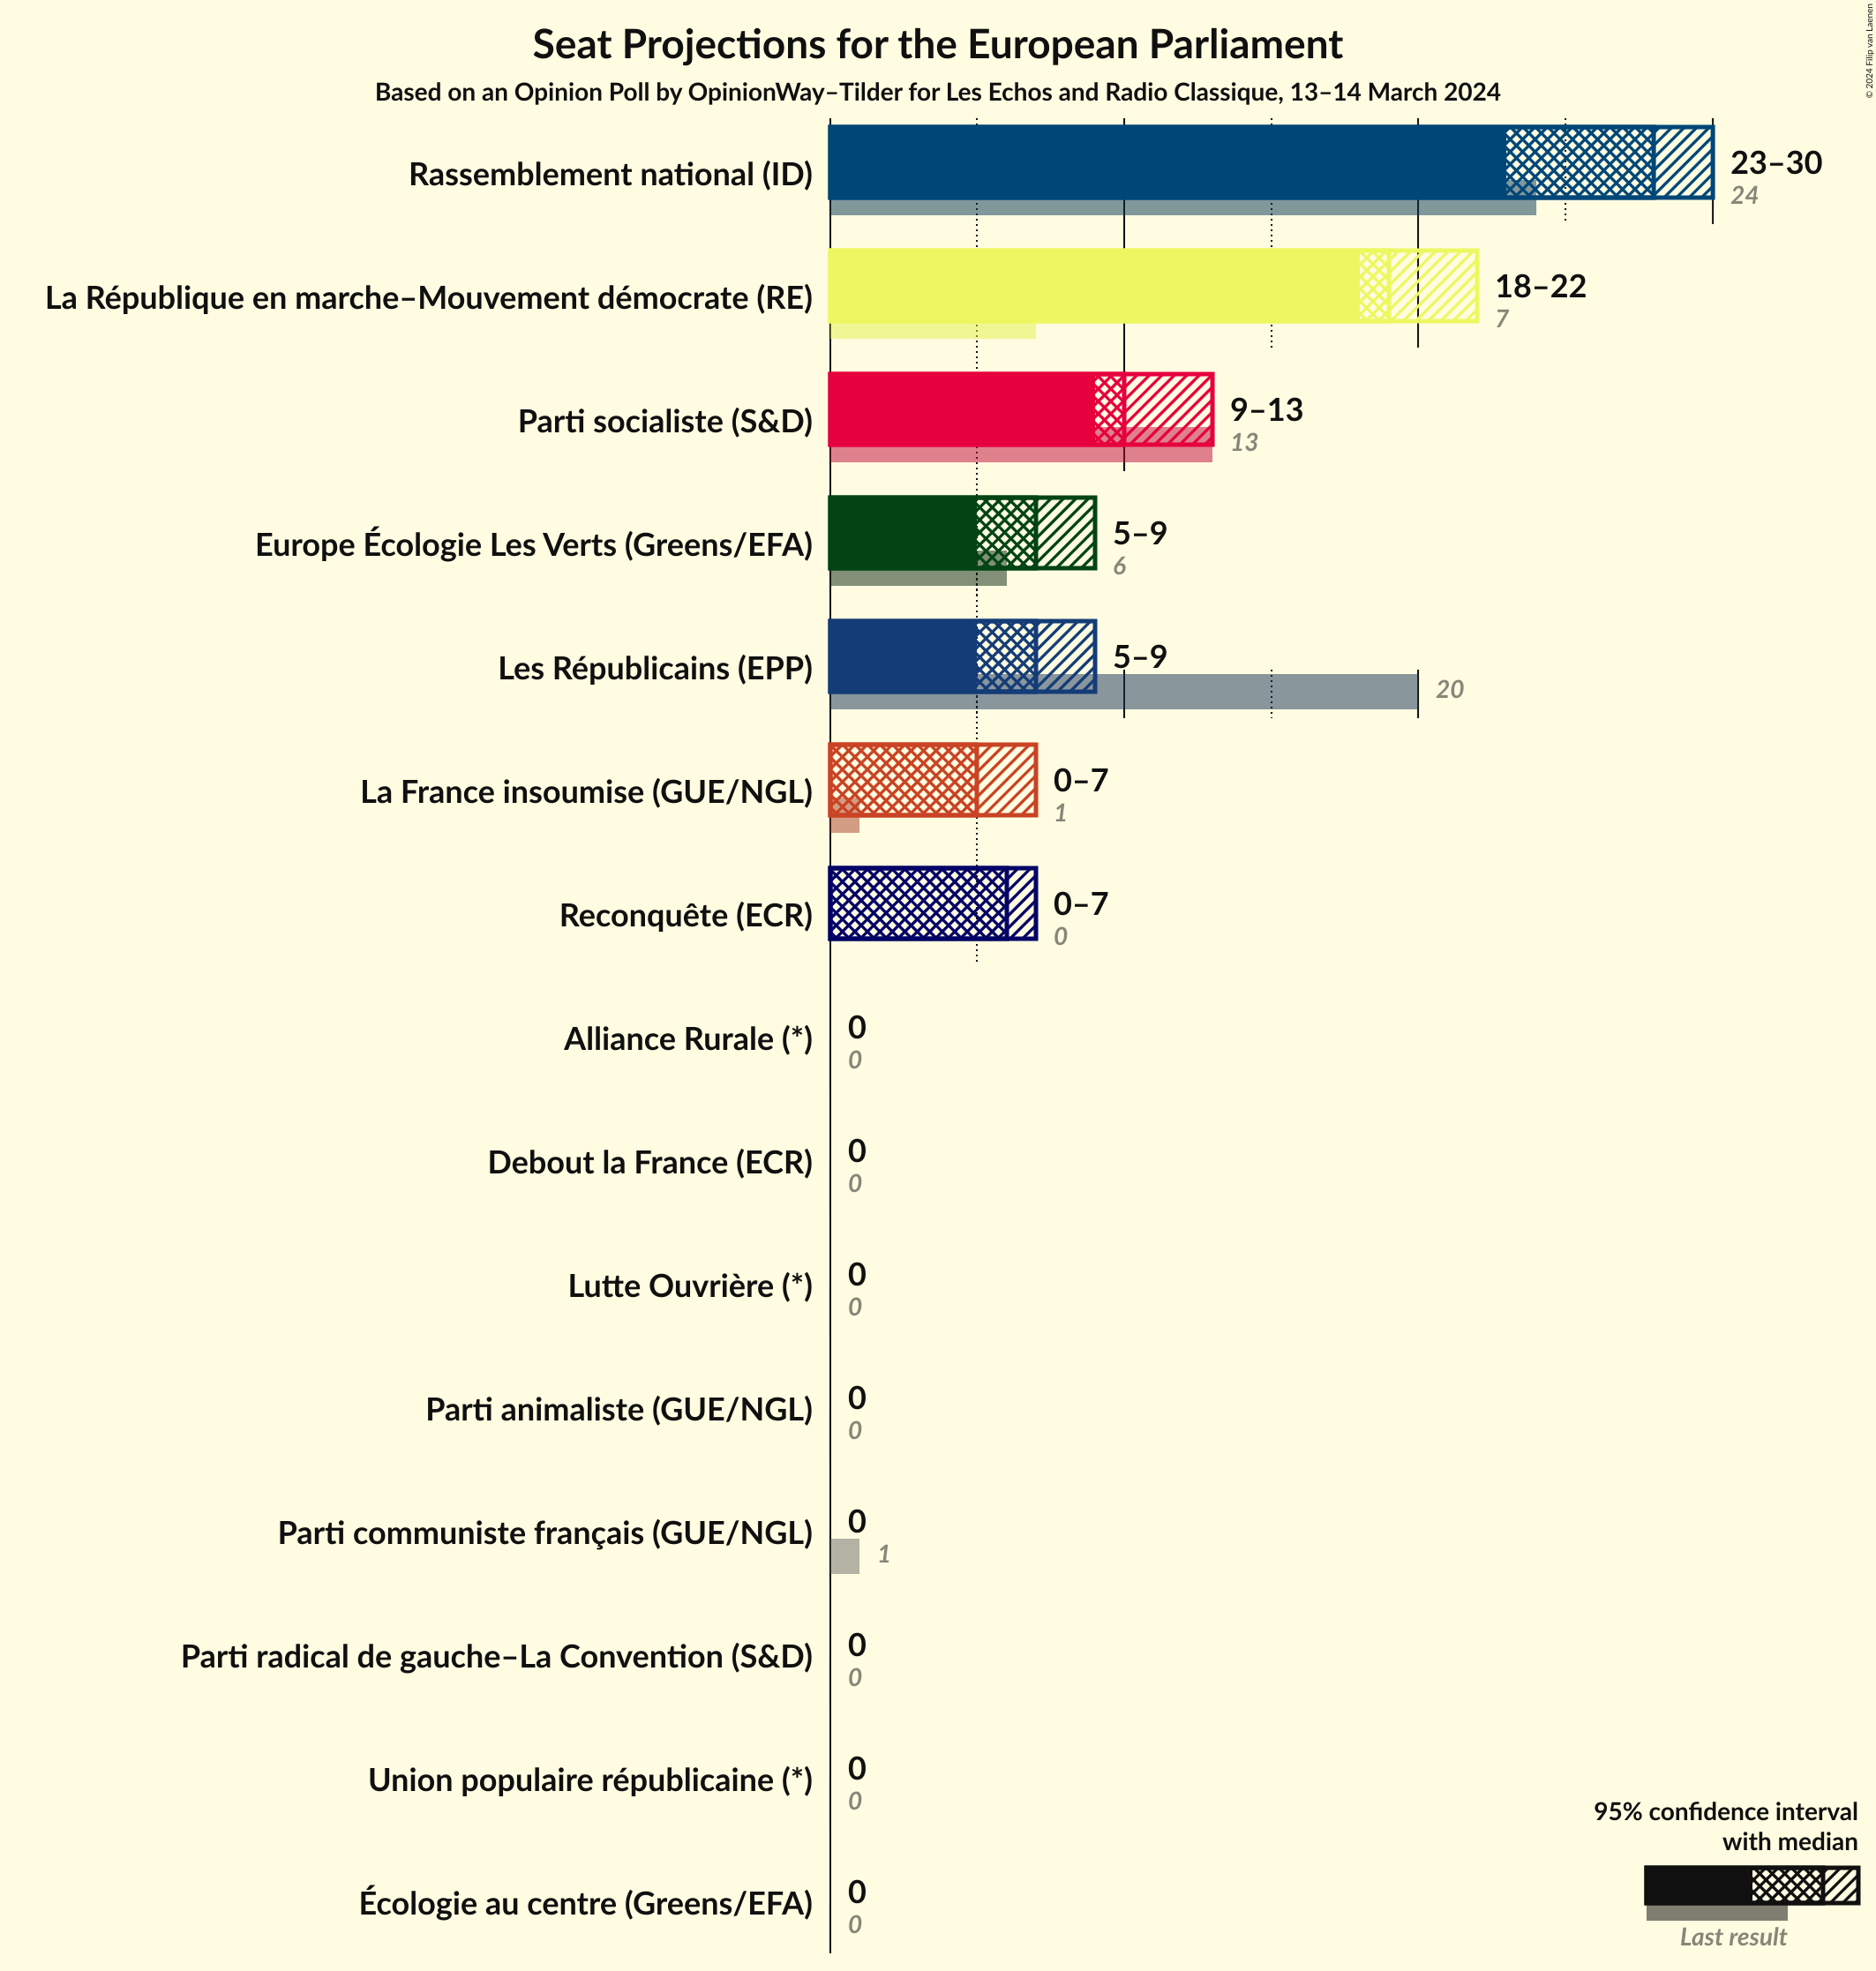 Seat Projections for the European Parliament
Based on an Opinion Poll by OpinionWay–Tilder for Les Echos and Radio Classique, 13–14 March 2024
© 2024 Filip van Laenen
Rassemblement national (ID)
23–30
24
La République en marche–Mouvement démocrate (RE)
18–22
7
Parti socialiste (S&D)
9–13
13
Europe Écologie Les Verts (Greens/EFA)
5–9
6
Les Républicains (EPP)
5–9
20
La France insoumise (GUE/NGL)
0–7
1
Reconquête (ECR)
0–7
0
Alliance Rurale (*)
0
0
Debout la France (ECR)
0
0
Lutte Ouvrière (*)
0
0
Parti animaliste (GUE/NGL)
0
0
Parti communiste français (GUE/NGL)
0
1
Parti radical de gauche–La Convention (S&D)
0
0
Union populaire républicaine (*)
0
0
Écologie au centre (Greens/EFA)
0
0
95% confidence interval
with median
Last result